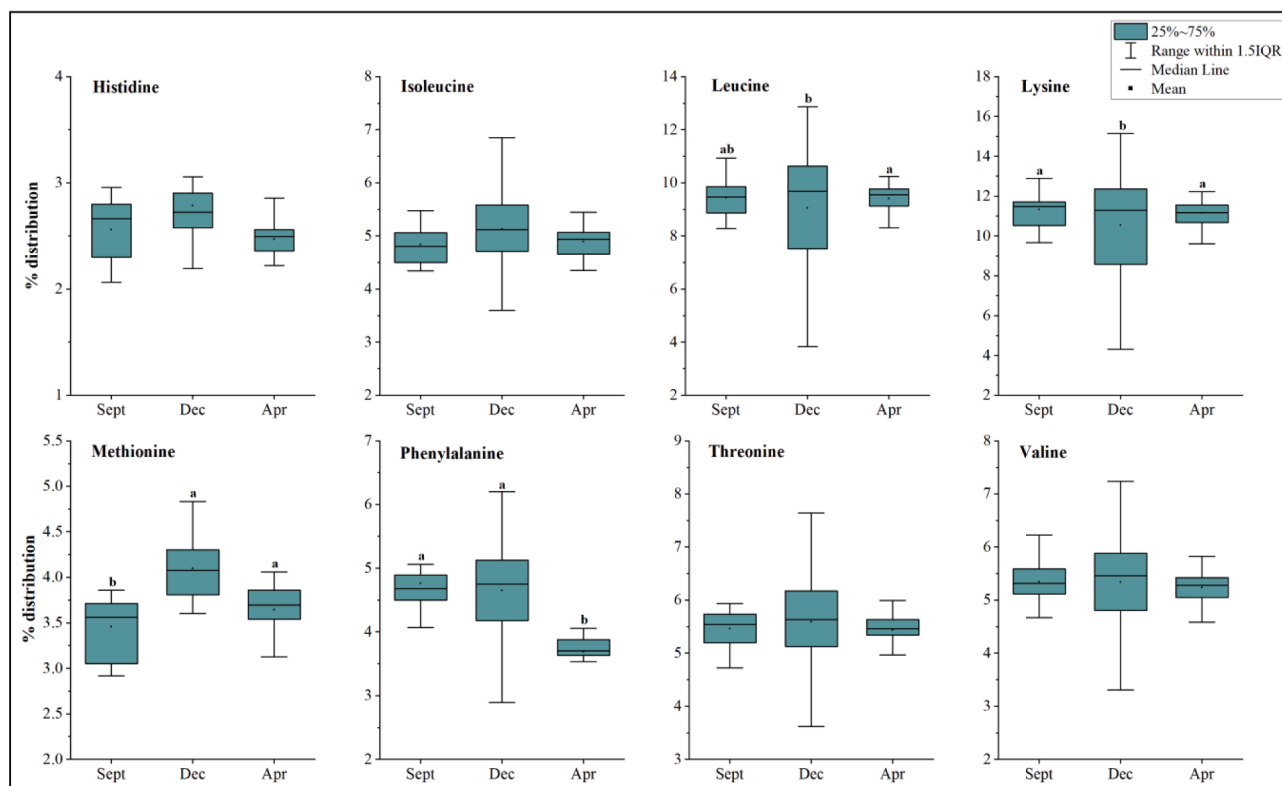 25%~75%
Range within 1.5IQR
Median Line
Mean
Histidine
% distribution
4
3
2
1
Sept Dec Apr
Isoleucine
8
7
6
5
4
3
2
Sept Dec Apr
Leucine
14
12
10
8
6
4
2
ab b a
Sept Dec Apr
Lysine
18
16
14
12
10
8
6
4
2
a b a
Sept Dec Apr
Methionine
% distribution
5.5
5.0
4.5
4.0
3.5
3.0
2.5
2.0
b a a
Sept Dec Apr
Phenylalanine
7
6
5
4
3
2
a a b
Sept Dec Apr
Threonine
9
8
7
6
5
4
3
Sept Dec Apr
Valine
8
7
6
5
4
3
2
Sept Dec Apr